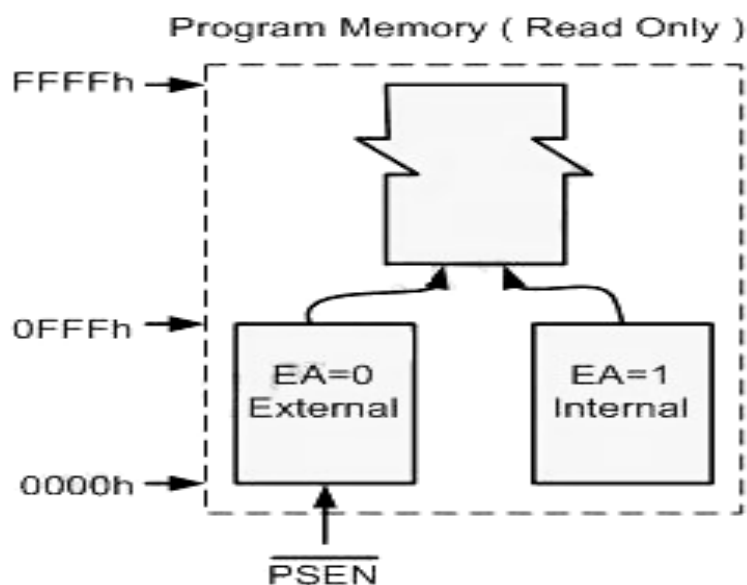 Program Memory ( Read Only )
FFFFh
0FFFh
EA=0
External
EA=1
Internal
0000h
PSEN